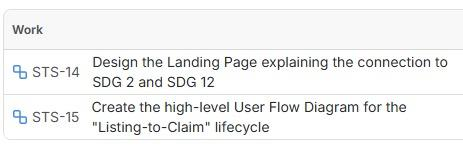 Work
STS-14 Design the Landing Page explaining the connection to
SDG 2 and SDG 12
STS-15 Create the high-level User Flow Diagram for the
"Listing-to-Claim" lifecycle